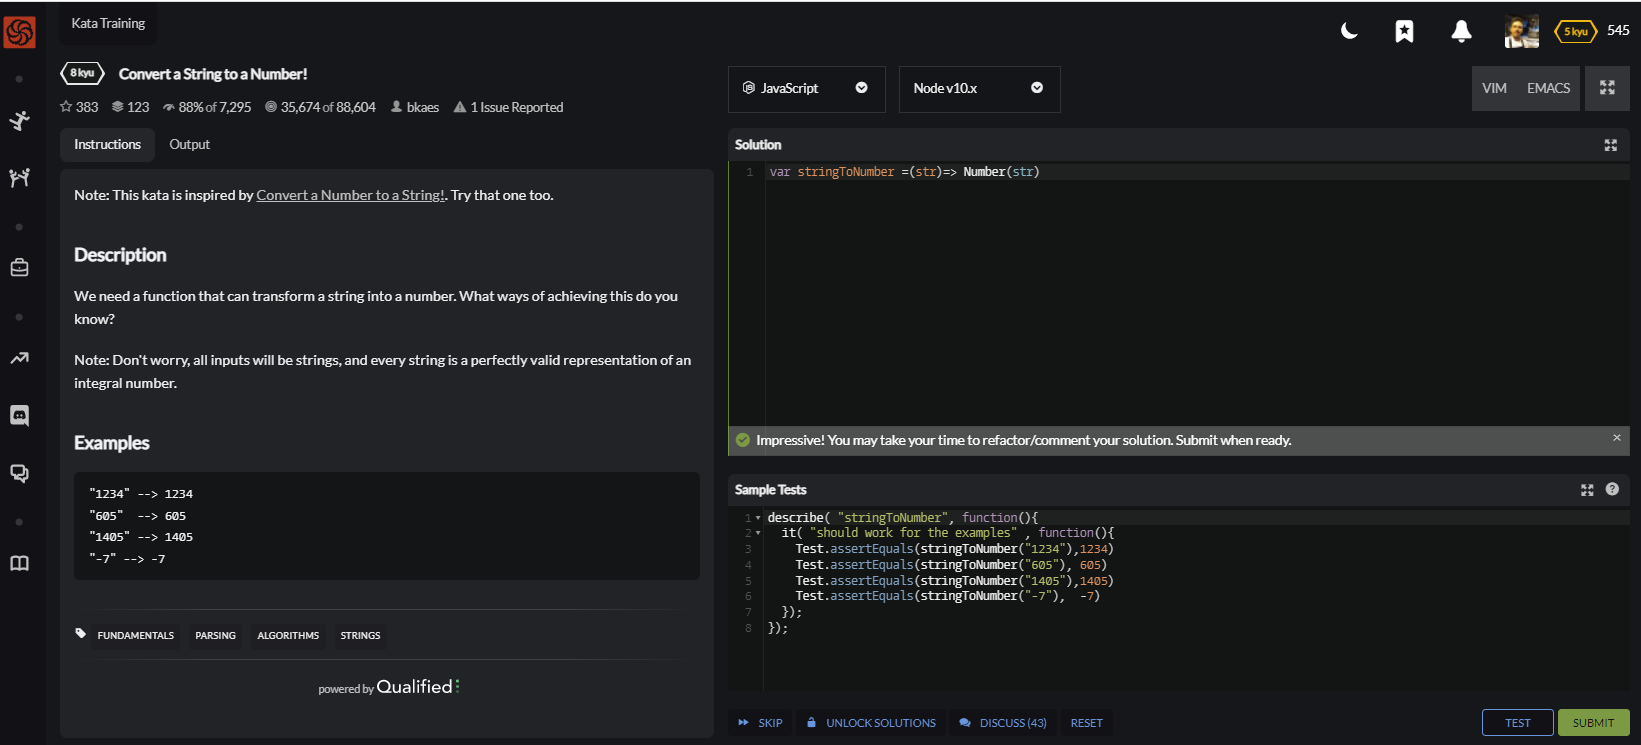 Kata Training
5 kyu 545
8 kyu Convert a String to a Number!
383 123 88% of 7,295 35,674 of 88,604 bkaes 1 Issue Reported
Instructions Output
Note: This kata is inspired by Convert a Number to a String!. Try that one too.
Description
We need a function that can transform a string into a number. What ways of achieving this do you
know?
Note: Don't worry, all inputs will be strings, and every string is a perfectly valid representation of an
integral number.
Examples
"1234" --> 1234
"605"  --> 605
"1405" --> 1405
"-7" --> -7
FUNDAMENTALS PARSING ALGORITHMS STRINGS
powered by Qualified
JavaScript Node v10.x VIM EMACS
Solution
1 var stringToNumber =(str)=> Number(str)
Impressive! You may take your time to refactor/comment your solution. Submit when ready. ×
Sample Tests ?
1 describe( "stringToNumber", function(){
2   it( "should work for the examples" , function(){
3     Test.assertEquals(stringToNumber("1234"),1234)
4     Test.assertEquals(stringToNumber("605"), 605)
5     Test.assertEquals(stringToNumber("1405"),1405)
6     Test.assertEquals(stringToNumber("-7"),  -7)
7   });
8 });
SKIP UNLOCK SOLUTIONS DISCUSS (43) RESET TEST SUBMIT